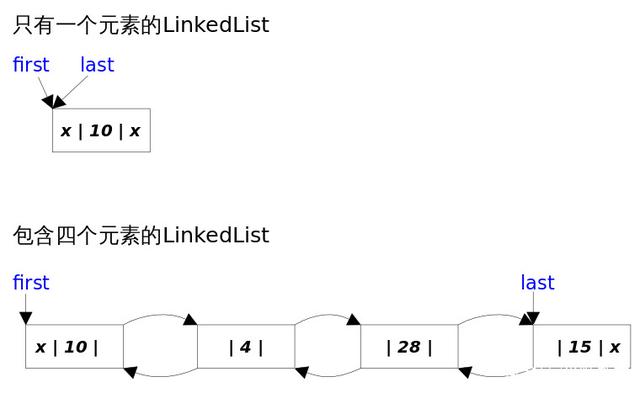 只有一个元素的LinkedList
first last
x | 10 | x
包含四个元素的LinkedList
first last
x | 10 | | 4 | | 28 | | 15 | x